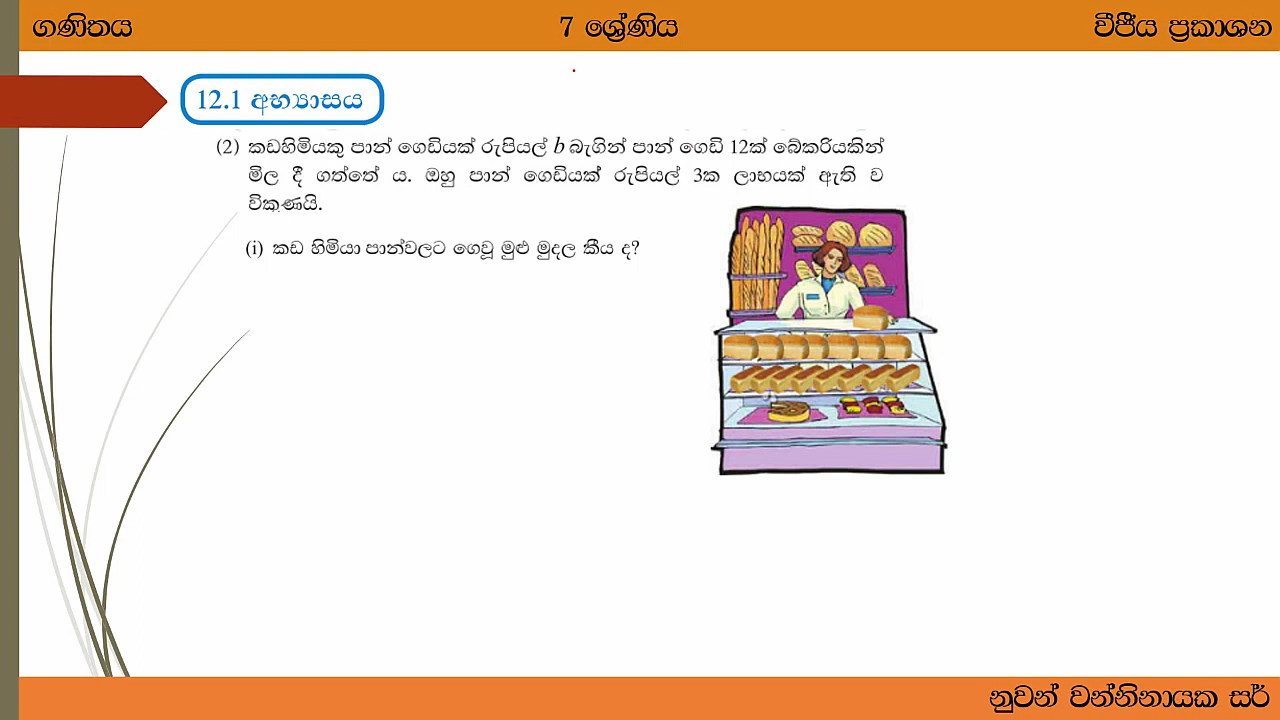 ගණිතය 7 ශ්‍රේණිය වීජීය ප්‍රකාශන
12.1 අභ්‍යාසය
(2) කඩහිමියකු පාන් ගෙඩියක් රුපියල් b බැගින් පාන් ගෙඩි 12ක් බේකරියකින්
මිල දී ගත්තේ ය. ඔහු පාන් ගෙඩියක් රුපියල් 3ක ලාභයක් ඇති ව
විකුණයි.
(i) කඩ හිමියා පාන්වලට ගෙවූ මුළු මුදල කීය ද?
නුවන් වන්නිනායක සර්